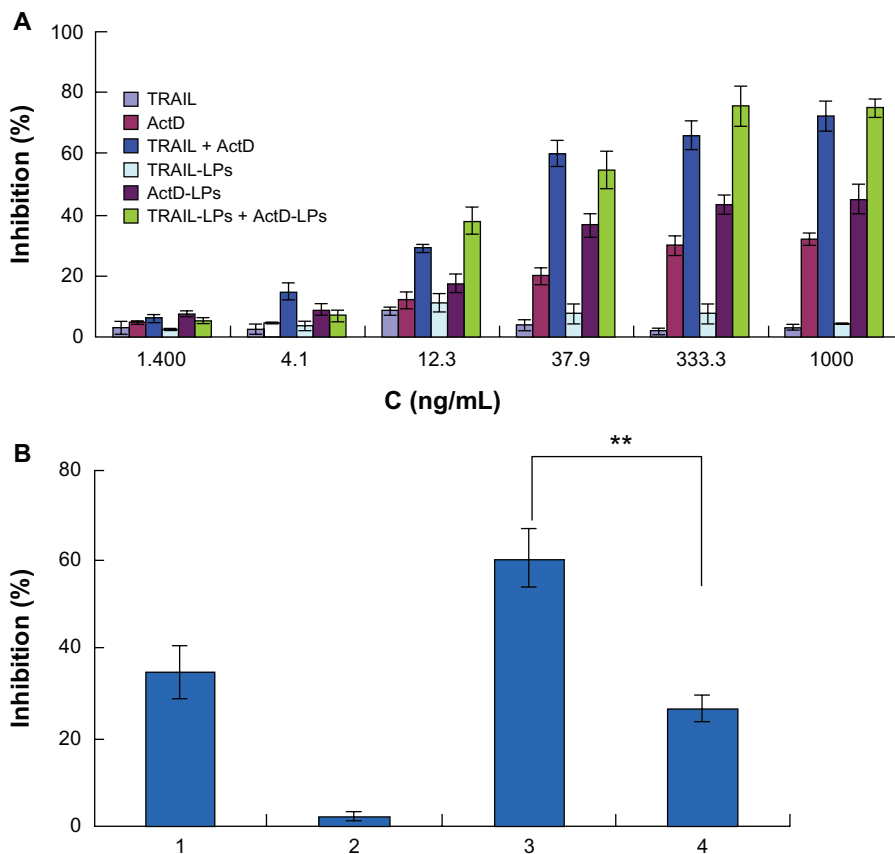 A
100
80
60
40
20
0
Inhibition (%)
TRAIL
ActD
TRAIL + ActD
TRAIL-LPs
ActD-LPs
TRAIL-LPs + ActD-LPs
1.400 4.1 12.3 37.9 333.3 1000
C (ng/mL)
B
**
80
60
40
20
0
Inhibition (%)
1 2 3 4